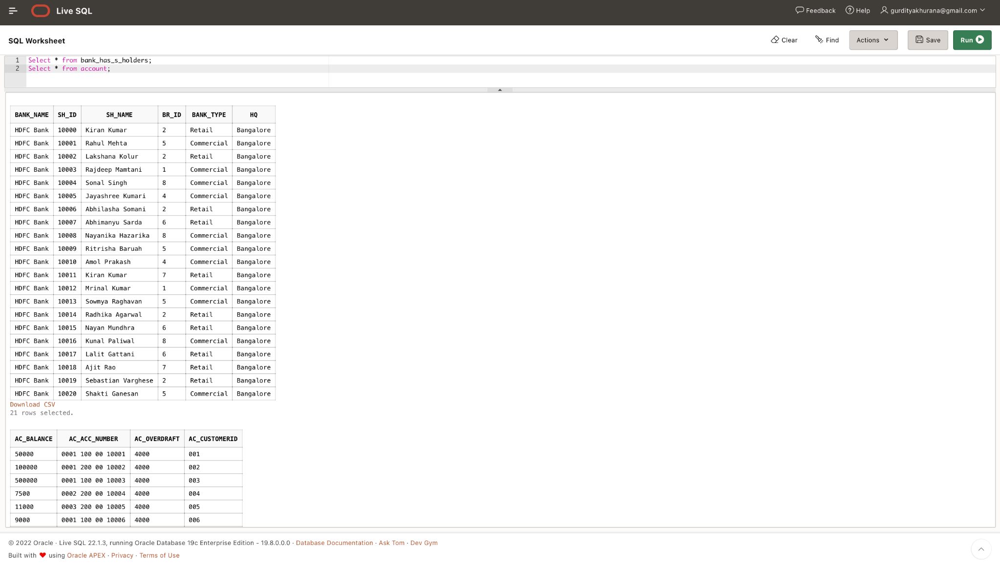 Live SQL
Feedback Help gurdityakhurana@gmail.com
SQL Worksheet
Clear Find Actions Save Run
1 Select * from bank_has_s_holders;
2 Select * from account;
BANK_NAME SH_ID SH_NAME BR_ID BANK_TYPE HQ
HDFC Bank 10000 Kiran Kumar 2 Retail Bangalore
HDFC Bank 10001 Rahul Mehta 5 Commercial Bangalore
HDFC Bank 10002 Lakshana Kolur 2 Retail Bangalore
HDFC Bank 10003 Rajdeep Mamtani 1 Commercial Bangalore
HDFC Bank 10004 Sonal Singh 8 Commercial Bangalore
HDFC Bank 10005 Jayashree Kumari 4 Commercial Bangalore
HDFC Bank 10006 Abhilasha Somani 2 Retail Bangalore
HDFC Bank 10007 Abhimanyu Sarda 6 Retail Bangalore
HDFC Bank 10008 Nayanika Hazarika 8 Commercial Bangalore
HDFC Bank 10009 Ritrisha Baruah 5 Commercial Bangalore
HDFC Bank 10010 Amol Prakash 4 Commercial Bangalore
HDFC Bank 10011 Kiran Kumar 7 Retail Bangalore
HDFC Bank 10012 Mrinal Kumar 1 Commercial Bangalore
HDFC Bank 10013 Sowmya Raghavan 5 Commercial Bangalore
HDFC Bank 10014 Radhika Agarwal 2 Retail Bangalore
HDFC Bank 10015 Nayan Mundhra 6 Retail Bangalore
HDFC Bank 10016 Kunal Paliwal 8 Commercial Bangalore
HDFC Bank 10017 Lalit Gattani 6 Retail Bangalore
HDFC Bank 10018 Ajit Rao 7 Retail Bangalore
HDFC Bank 10019 Sebastian Varghese 2 Retail Bangalore
HDFC Bank 10020 Shakti Ganesan 5 Commercial Bangalore
Download CSV
21 rows selected.
AC_BALANCE AC_ACC_NUMBER AC_OVERDRAFT AC_CUSTOMERID
50000 0001 100 00 10001 4000 001
100000 0001 200 00 10002 4000 002
500000 0001 100 00 10003 4000 003
7500 0002 200 00 10004 4000 004
11000 0003 200 00 10005 4000 005
9000 0001 100 00 10006 4000 006
© 2022 Oracle · Live SQL 22.1.3, running Oracle Database 19c Enterprise Edition - 19.8.0.0.0 · Database Documentation · Ask Tom · Dev Gym
Built with ❤ using Oracle APEX · Privacy · Terms of Use